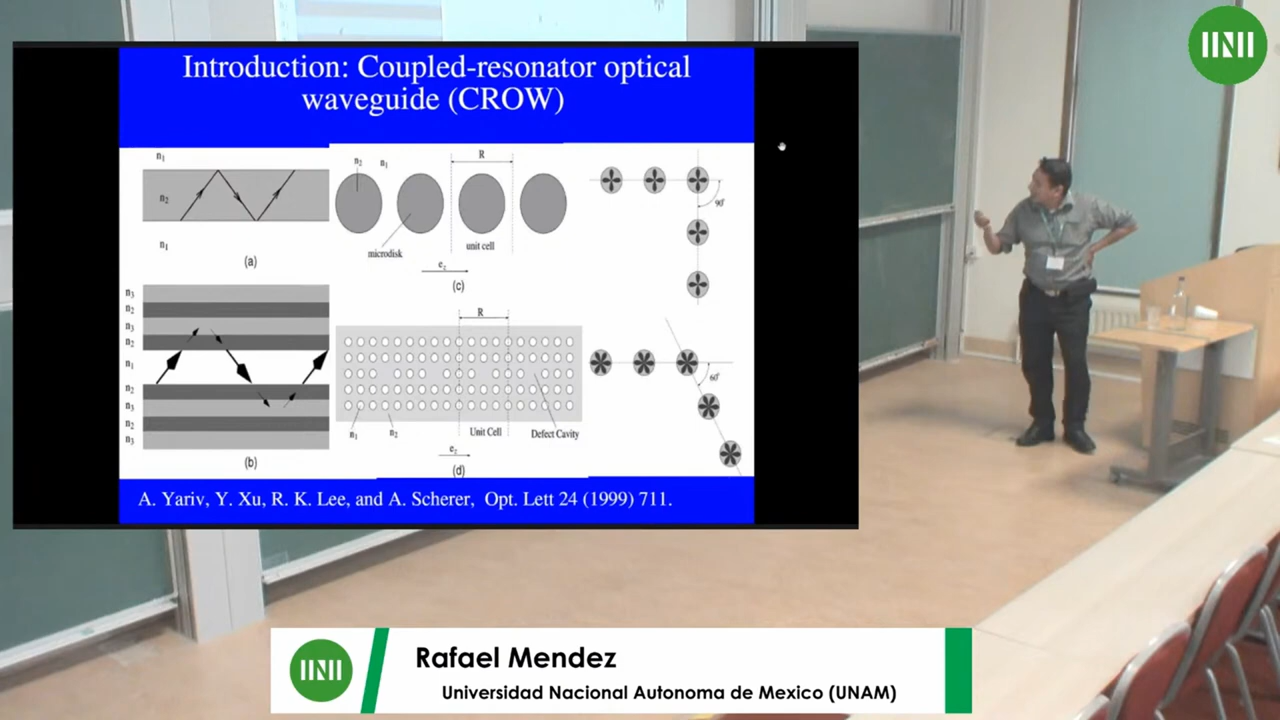 Introduction: Coupled-resonator optical
waveguide (CROW)
n1
n2
n1
(a)
n2 n1
R
microdisk
unit cell
ez
(c)
90°
n3
n2
n3
n2
n1
n2
n3
n2
n3
(b)
R
n1 n2
Unit Cell
Defect Cavity
ez
(d)
60°
A. Yariv, Y. Xu, R. K. Lee, and A. Scherer, Opt. Lett 24 (1999) 711.
Rafael Mendez
Universidad Nacional Autonoma de Mexico (UNAM)